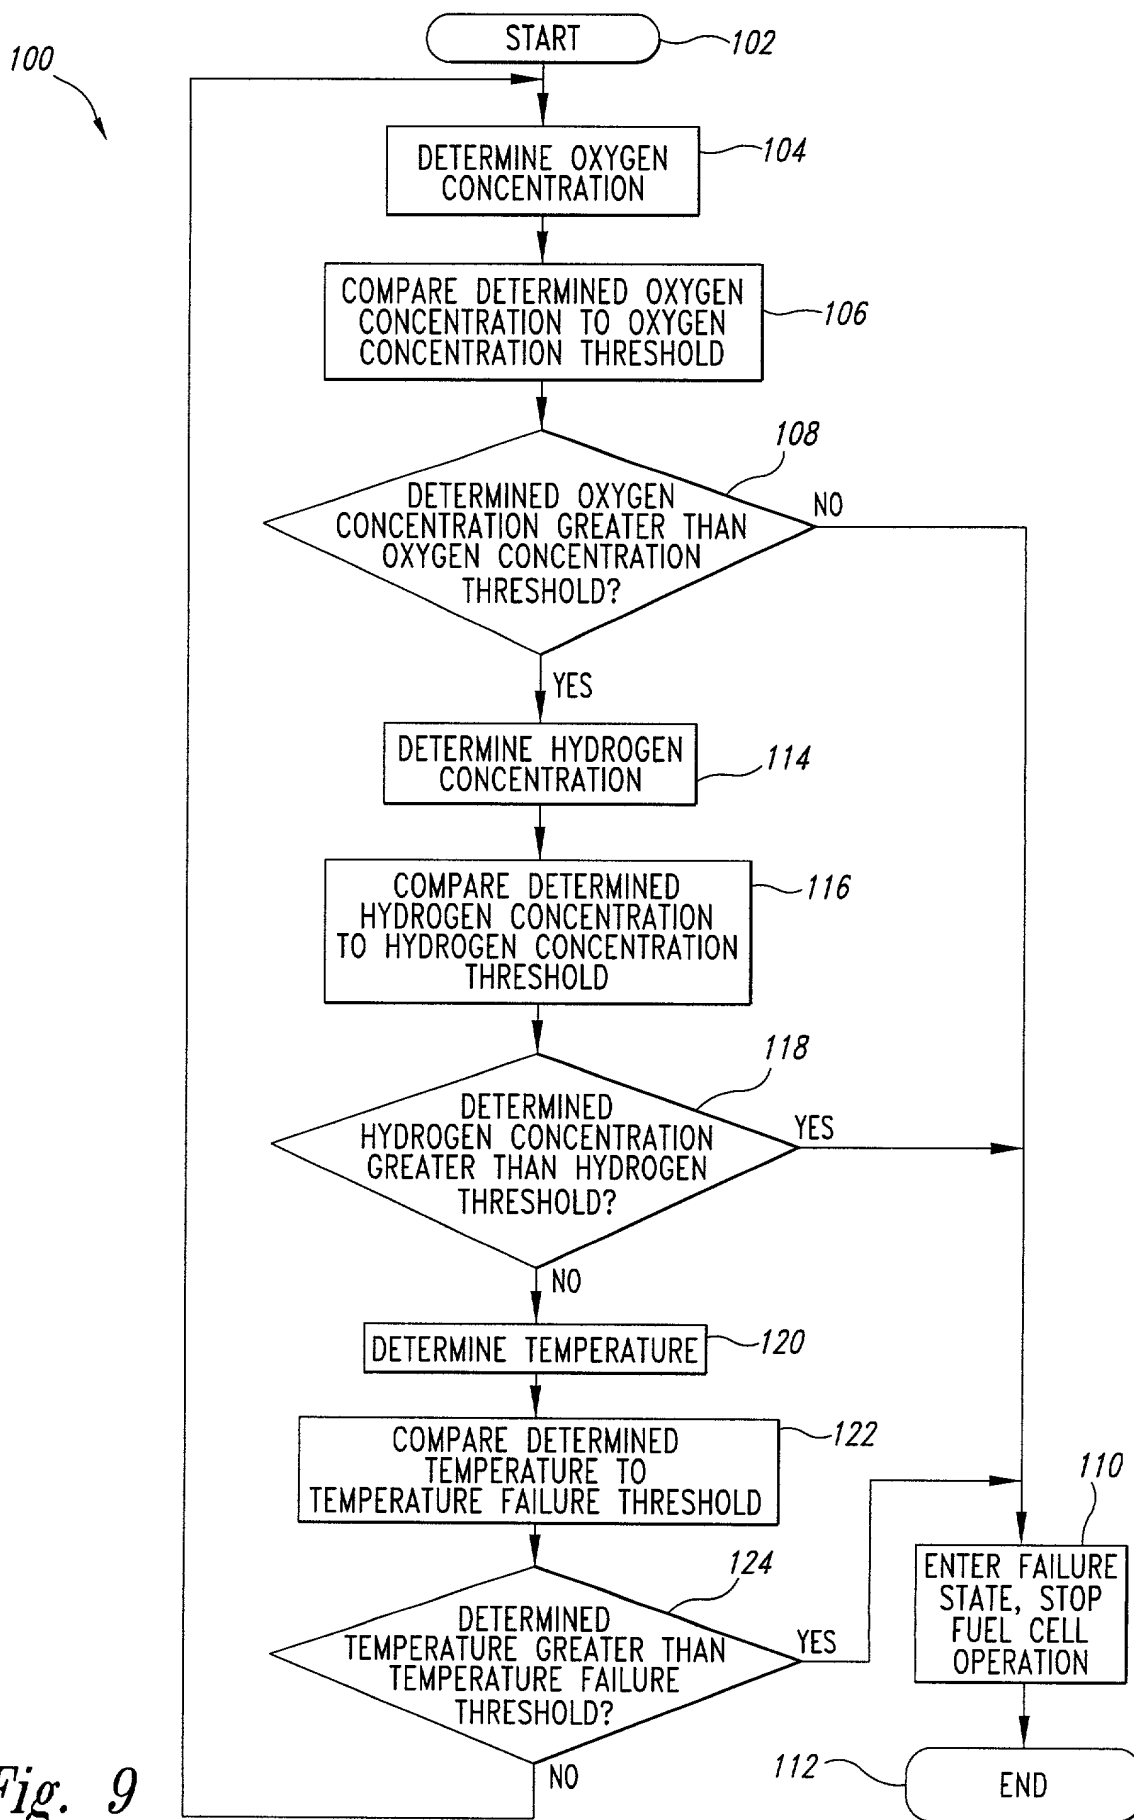 100
START
102
DETERMINE OXYGEN
CONCENTRATION
104
COMPARE DETERMINED OXYGEN
CONCENTRATION TO OXYGEN
CONCENTRATION THRESHOLD
106
108
DETERMINED OXYGEN
CONCENTRATION GREATER THAN
OXYGEN CONCENTRATION
THRESHOLD?
NO
YES
DETERMINE HYDROGEN
CONCENTRATION
114
COMPARE DETERMINED
HYDROGEN CONCENTRATION
TO HYDROGEN CONCENTRATION
THRESHOLD
116
118
DETERMINED
HYDROGEN CONCENTRATION
GREATER THAN HYDROGEN
THRESHOLD?
YES
NO
DETERMINE TEMPERATURE
120
COMPARE DETERMINED
TEMPERATURE TO
TEMPERATURE FAILURE THRESHOLD
122
124
DETERMINED
TEMPERATURE GREATER THAN
TEMPERATURE FAILURE
THRESHOLD?
YES
NO
110
ENTER FAILURE
STATE, STOP
FUEL CELL
OPERATION
112
END
Fig. 9